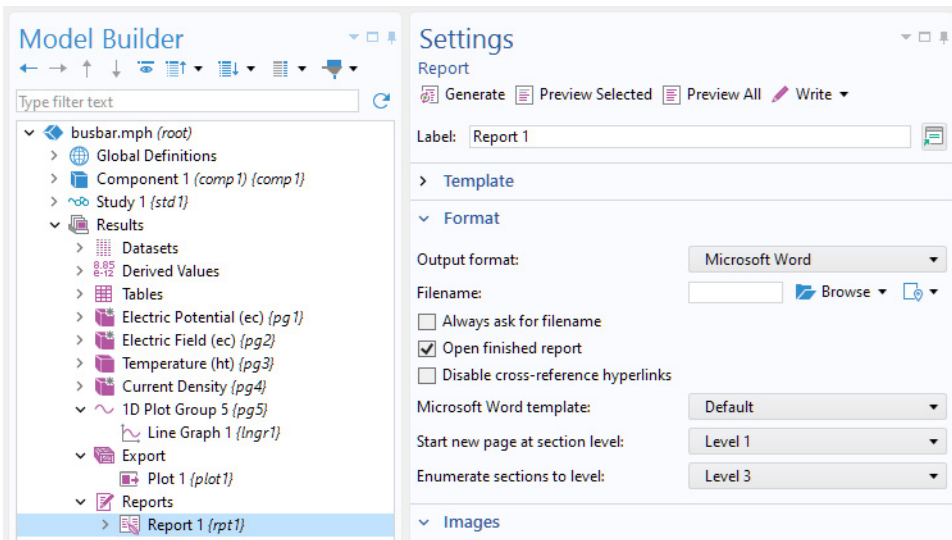 Model Builder
Type filter text
busbar.mph (root)
Global Definitions
Component 1 (comp1) {comp1}
Study 1 {std1}
Results
Datasets
8.85
e-12 Derived Values
Tables
Electric Potential (ec) {pg1}
Electric Field (ec) {pg2}
Temperature (ht) {pg3}
Current Density {pg4}
1D Plot Group 5 {pg5}
Line Graph 1 {lngr1}
Export
Plot 1 {plot1}
Reports
Report 1 {rpt1}
Settings
Report
Generate Preview Selected Preview All Write
Label: Report 1
Template
Format
Output format: Microsoft Word
Filename: Browse
Always ask for filename
Open finished report
Disable cross-reference hyperlinks
Microsoft Word template: Default
Start new page at section level: Level 1
Enumerate sections to level: Level 3
Images